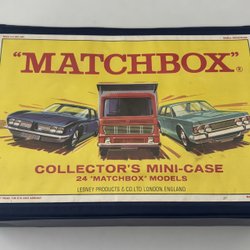 "MATCHBOX"®
COLLECTOR'S MINI-CASE
24 "MATCHBOX" MODELS
LESNEY PRODUCTS & CO. LTD. LONDON, ENGLAND